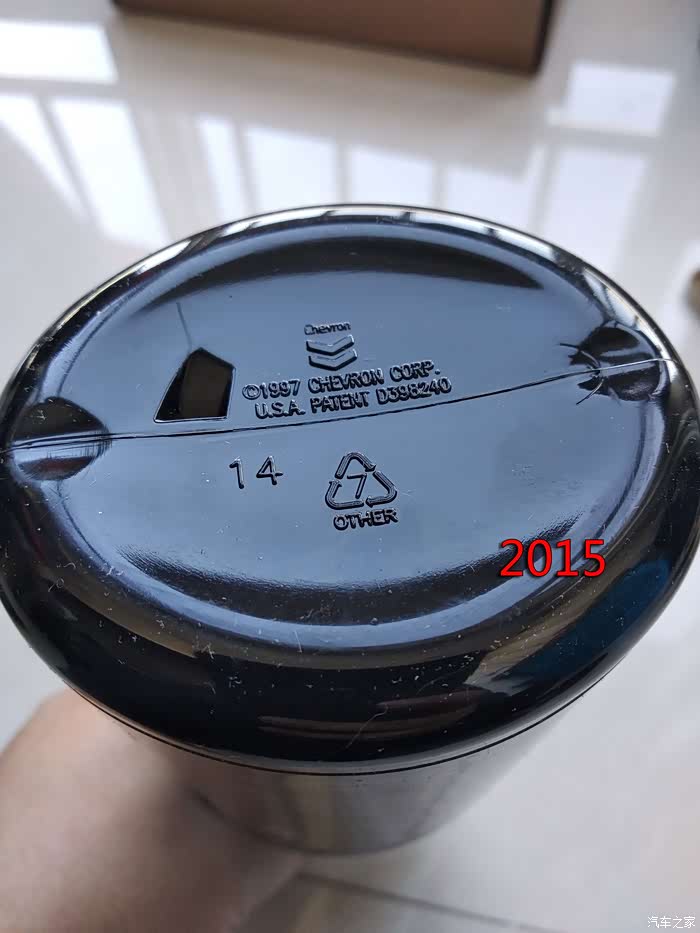 Chevron
©1997 CHEVRON CORP.
U.S.A. PATENT D398240
14
7
OTHER
2015
汽车之家